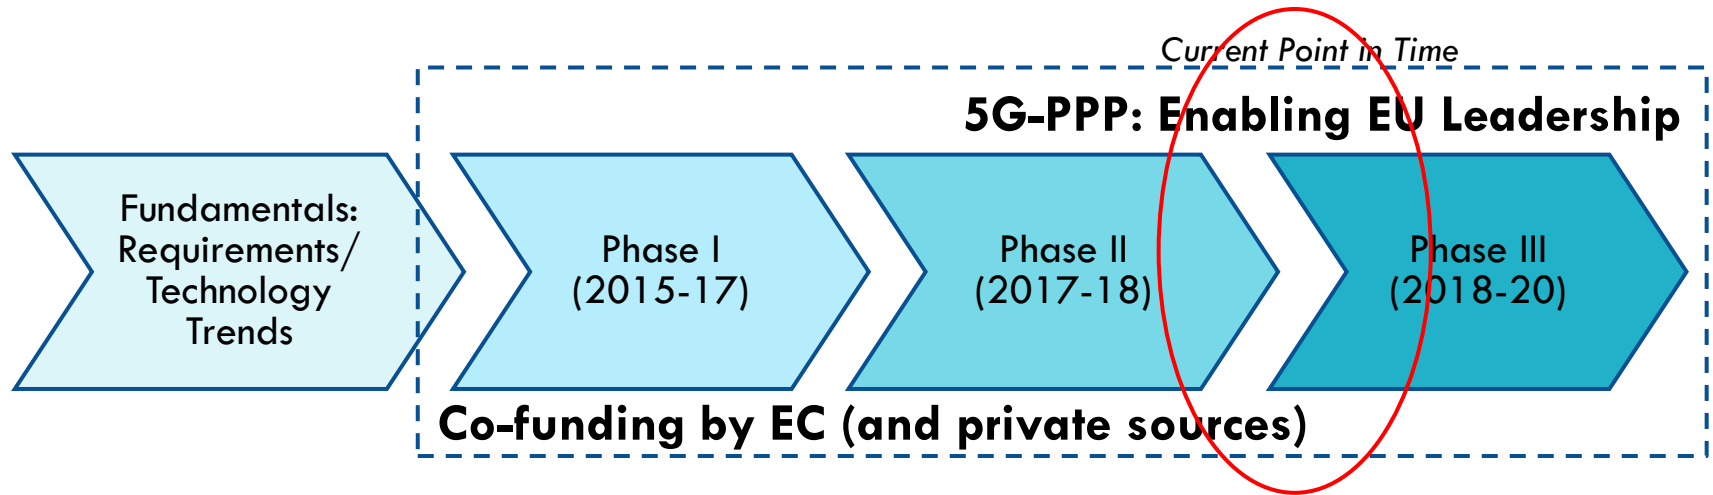 Current Point in Time
5G-PPP: Enabling EU Leadership
Fundamentals:
Requirements/
Technology
Trends
Phase I
(2015-17)
Phase II
(2017-18)
Phase III
(2018-20)
Co-funding by EC (and private sources)